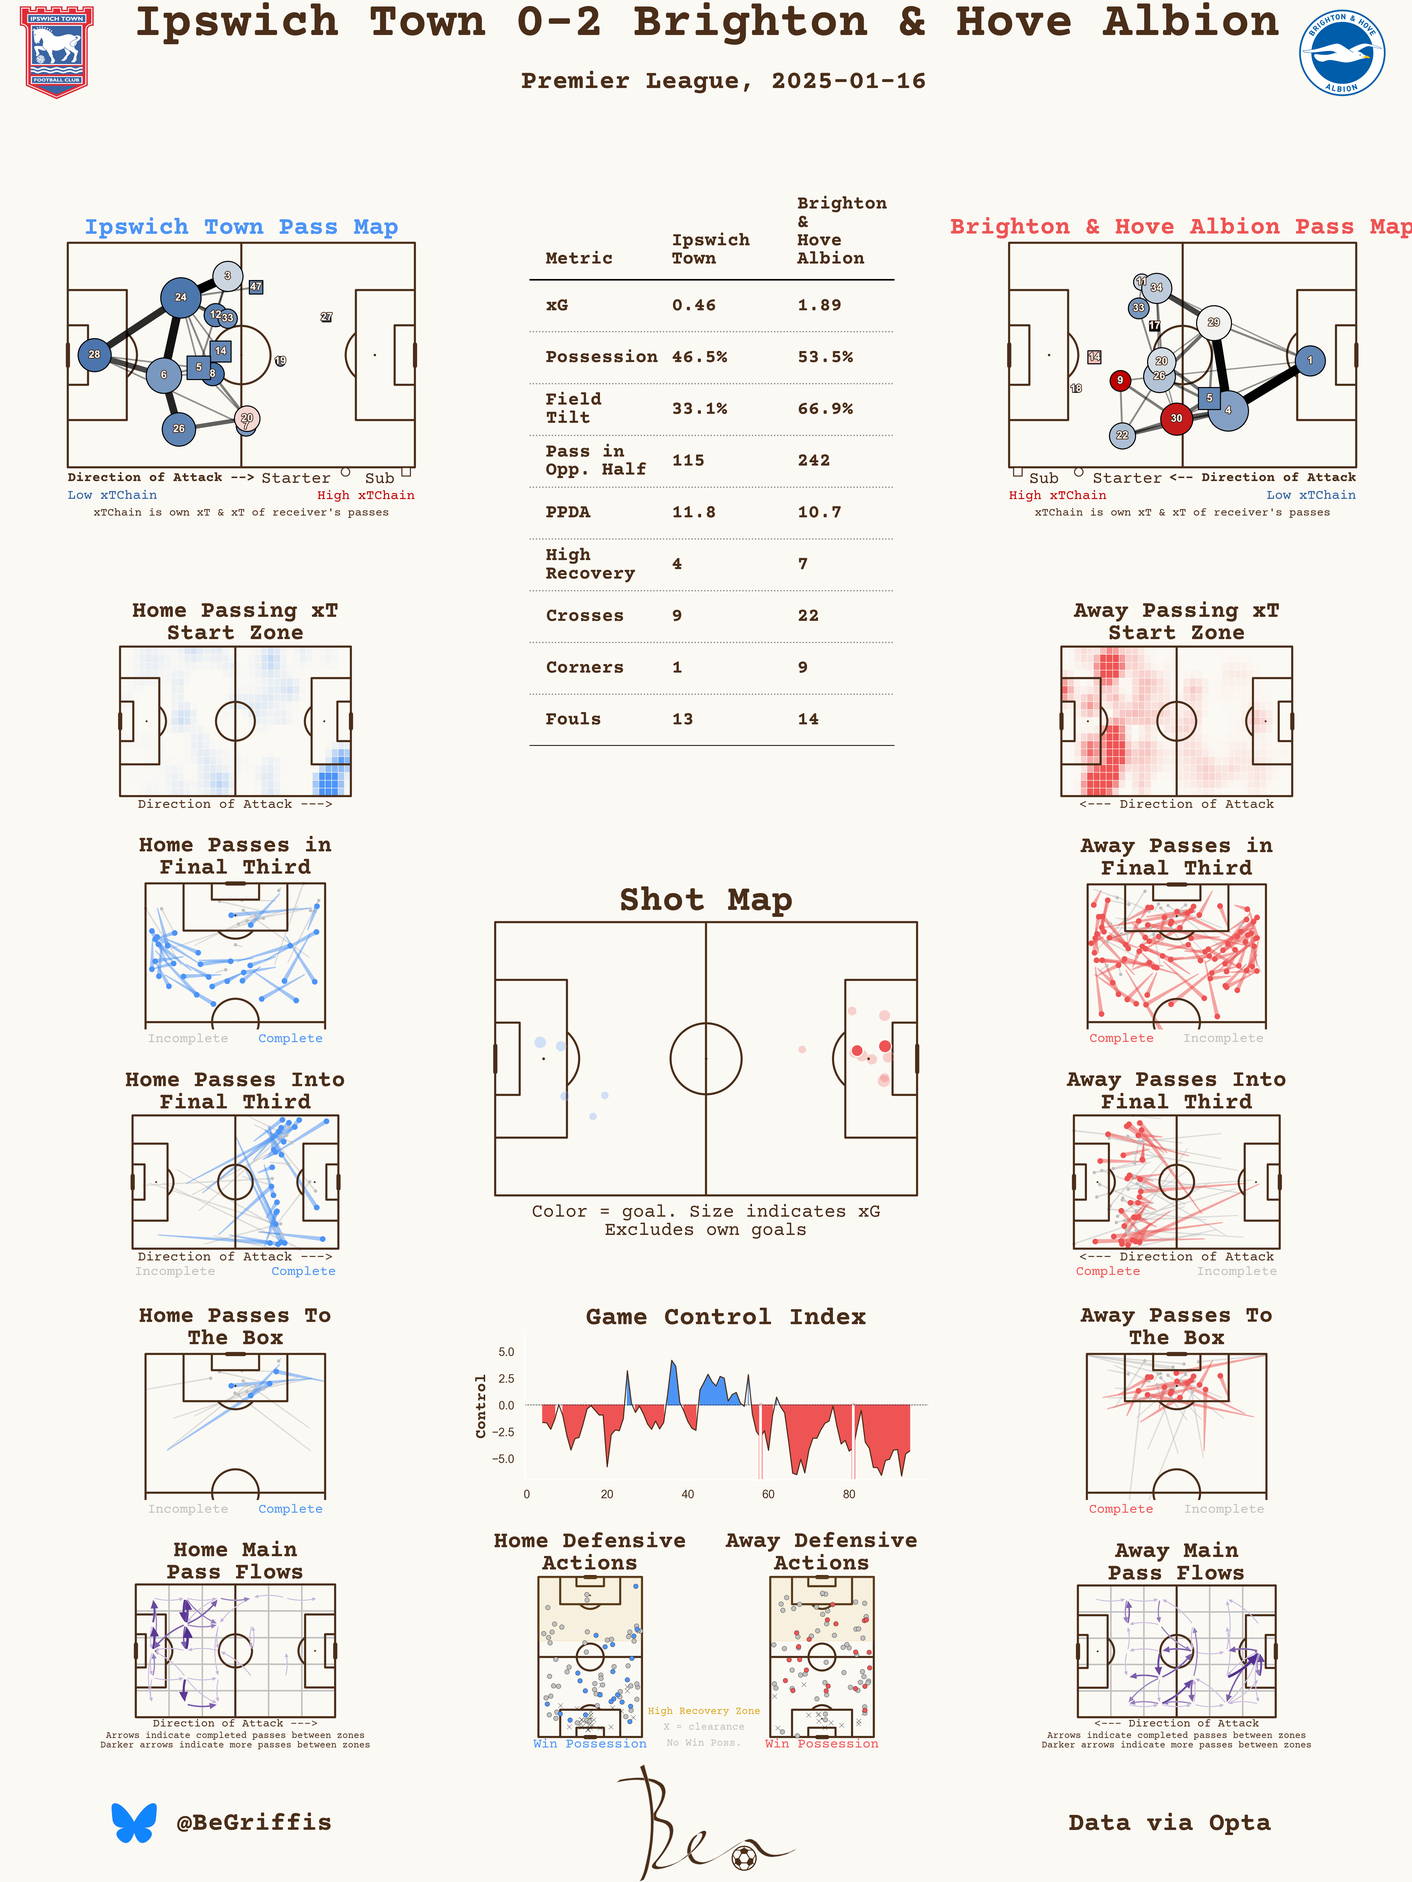 Ipswich Town 0-2 Brighton & Hove Albion
Premier League, 2025-01-16
IPSWICH TOWN
FOOTBALL CLUB
BRIGHTON & HOVE
ALBION
Ipswich Town Pass Map
3
47
24
12
33
27
14
28
19
5
6
8
20
7
26
Direction of Attack --> Starter Sub
Low xTChain High xTChain
xTChain is own xT & xT of receiver's passes
Metric Ipswich Town Brighton & Hove Albion
xG 0.46 1.89
Possession 46.5% 53.5%
Field Tilt 33.1% 66.9%
Pass in Opp. Half 115 242
PPDA 11.8 10.7
High Recovery 4 7
Crosses 9 22
Corners 1 9
Fouls 13 14
Brighton & Hove Albion Pass Map
11
34
33
17
29
14
20
1
26
9
18
5
4
30
22
Sub Starter <-- Direction of Attack
High xTChain Low xTChain
xTChain is own xT & xT of receiver's passes
Home Passing xT
Start Zone
Direction of Attack --->
Away Passing xT
Start Zone
<--- Direction of Attack
Home Passes in
Final Third
Incomplete Complete
Away Passes in
Final Third
Complete Incomplete
Shot Map
Color = goal. Size indicates xG
Excludes own goals
Home Passes Into
Final Third
Direction of Attack --->
Incomplete Complete
Away Passes Into
Final Third
<--- Direction of Attack
Complete Incomplete
Home Passes To
The Box
Incomplete Complete
Game Control Index
Control
5.0
2.5
0.0
−2.5
−5.0
0 20 40 60 80
Away Passes To
The Box
Complete Incomplete
Home Main
Pass Flows
Direction of Attack --->
Arrows indicate completed passes between zones
Darker arrows indicate more passes between zones
Home Defensive
Actions
Win Possession
High Recovery Zone
X = clearance
No Win Poss.
Away Defensive
Actions
Win Possession
Away Main
Pass Flows
<--- Direction of Attack
Arrows indicate completed passes between zones
Darker arrows indicate more passes between zones
@BeGriffis
Ben
Data via Opta